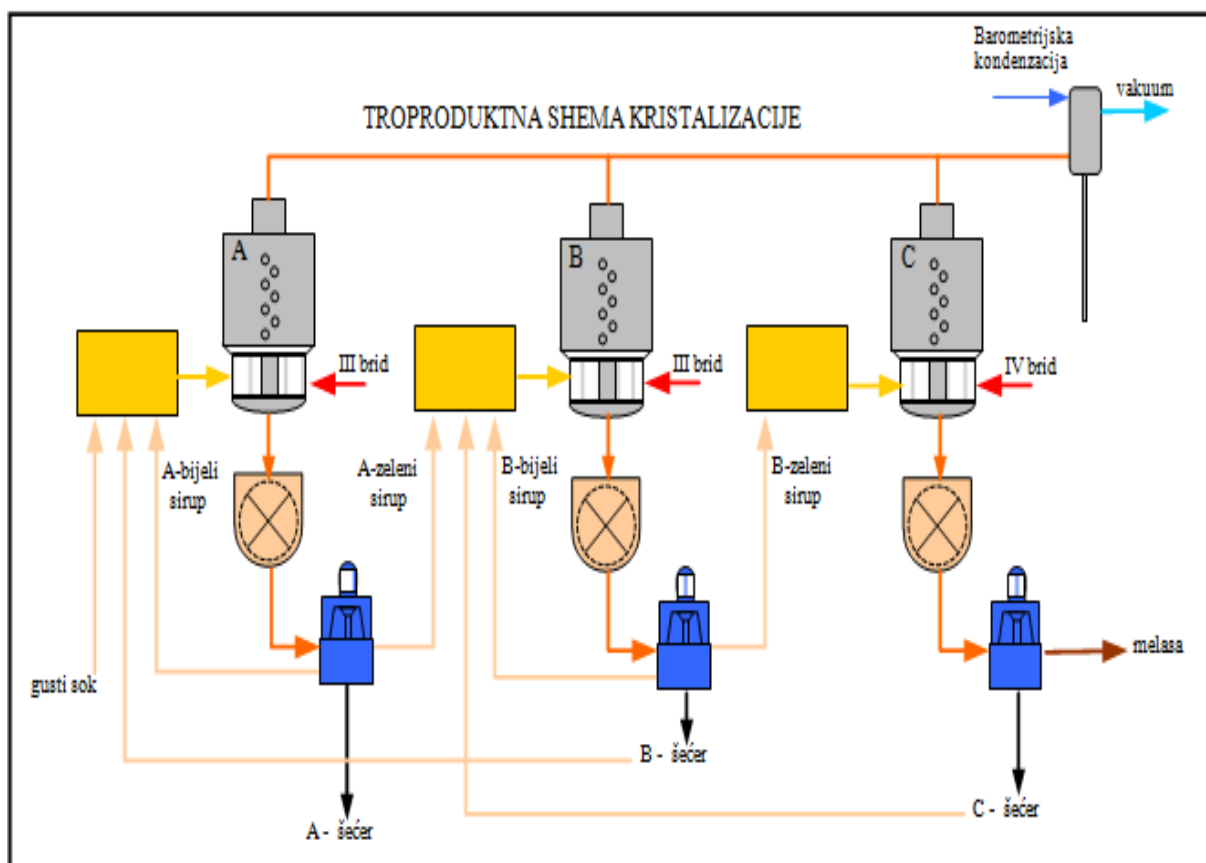 Barometrijska
kondenzacija
vakuum
TROPRODUKTNA SHEMA KRISTALIZACIJE
A
B
C
III brid
III brid
IV brid
A-bijeli
sirup
A-zeleni
sirup
B-bijeli
sirup
B-zeleni
sirup
gusti sok
melasa
B - šećer
C - šećer
A - šećer